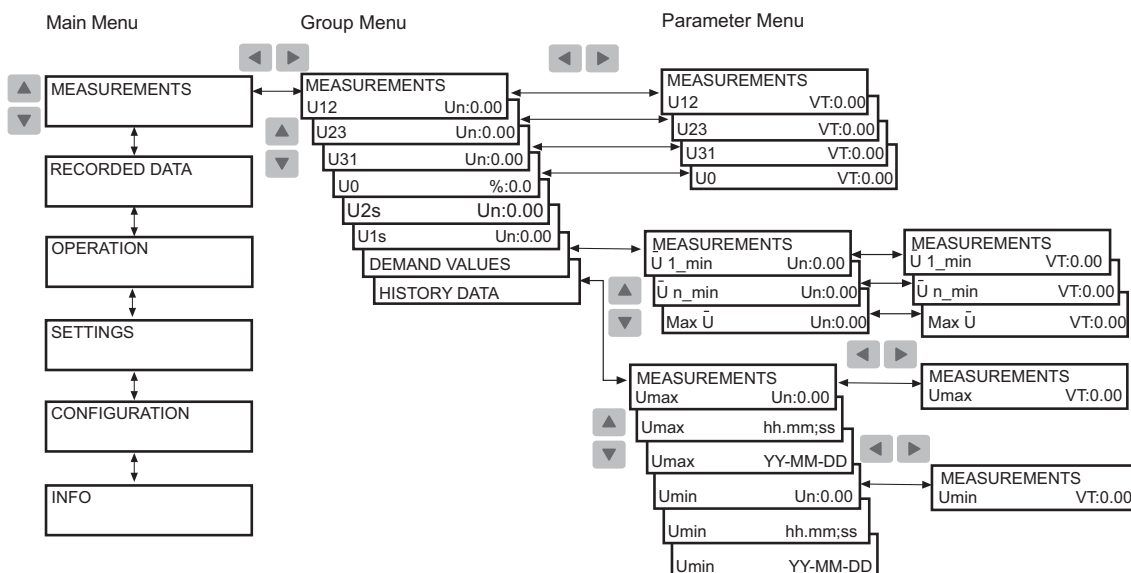 Main Menu
Group Menu
Parameter Menu
MEASUREMENTS
RECORDED DATA
OPERATION
SETTINGS
CONFIGURATION
INFO
MEASUREMENTS
U12 Un:0.00
U23 Un:0.00
U31 Un:0.00
U0 %:0.0
U2s Un:0.00
U1s Un:0.00
DEMAND VALUES
HISTORY DATA
MEASUREMENTS
U12 VT:0.00
U23 VT:0.00
U31 VT:0.00
U0 VT:0.00
MEASUREMENTS
Ū 1_min Un:0.00
Ū n_min Un:0.00
Max Ū Un:0.00
MEASUREMENTS
Ū 1_min VT:0.00
Ū n_min VT:0.00
Max Ū VT:0.00
MEASUREMENTS
Umax Un:0.00
Umax hh.mm;ss
Umax YY-MM-DD
Umin Un:0.00
Umin hh.mm;ss
Umin YY-MM-DD
MEASUREMENTS
Umax VT:0.00
MEASUREMENTS
Umin VT:0.00